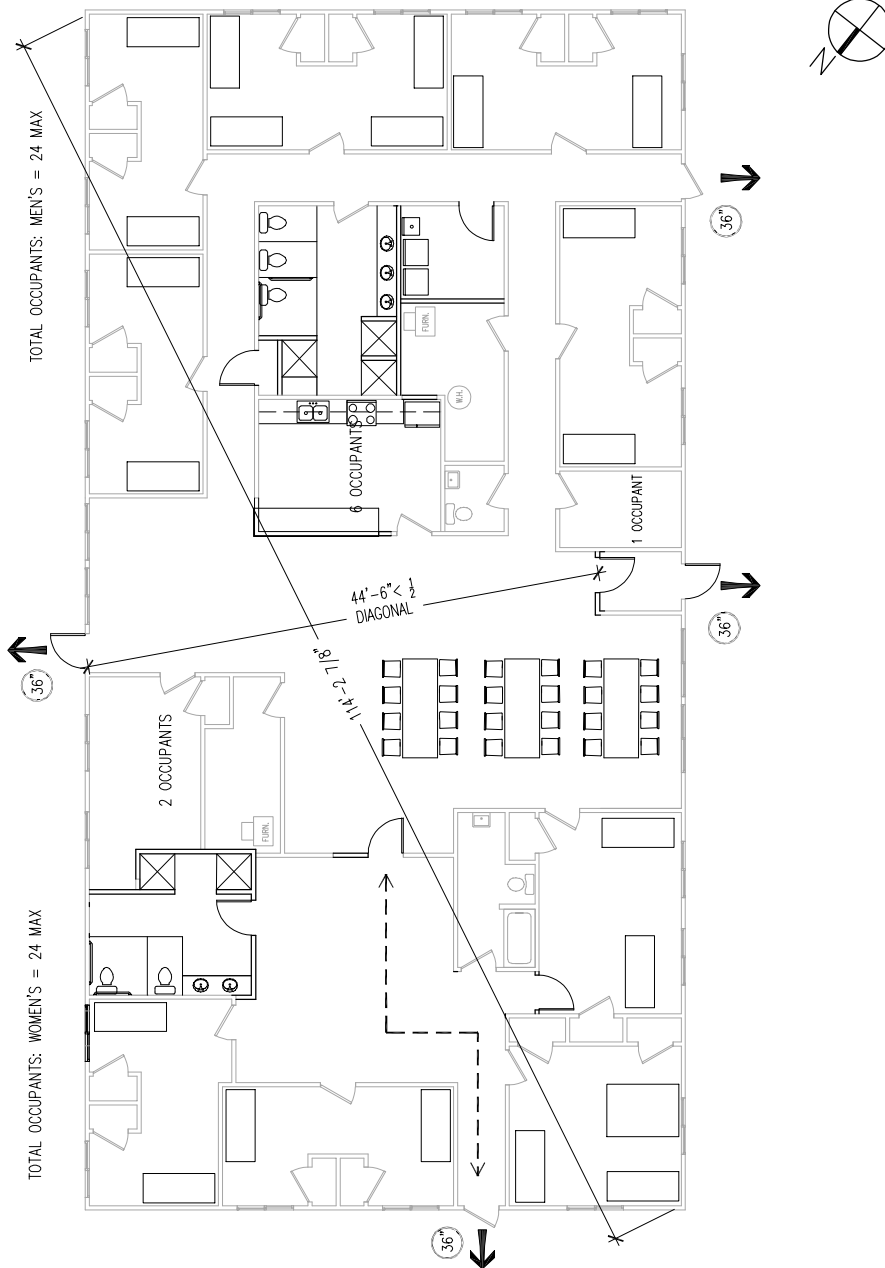 N
TOTAL OCCUPANTS: MEN'S = 24 MAX
36"
FURN.
W.H.
6 OCCUPANTS
1 OCCUPANT
44'-6"< 1/2
DIAGONAL
36"
36"
114'-2 7/8"
2 OCCUPANTS
FURN.
TOTAL OCCUPANTS: WOMEN'S = 24 MAX
36"